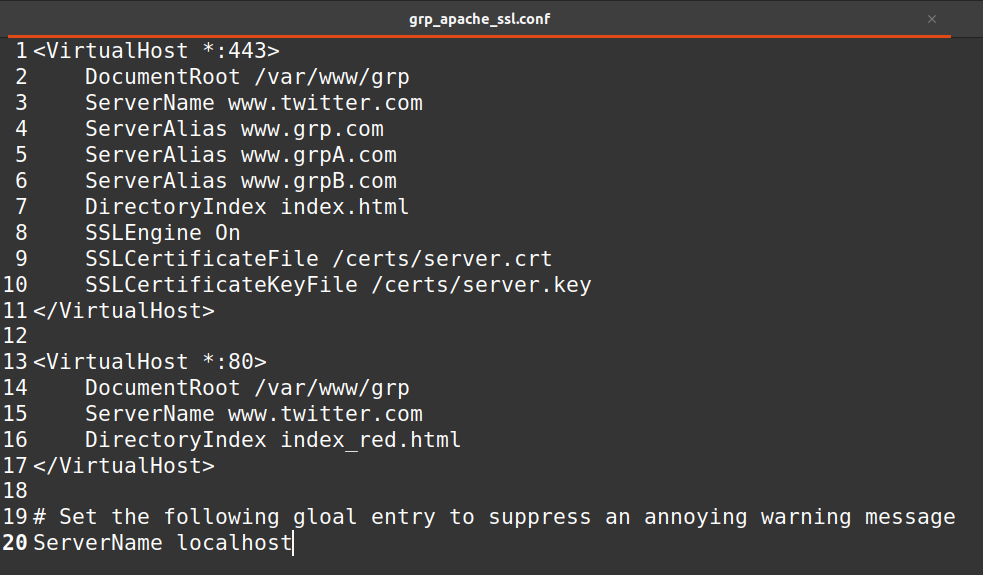 grp_apache_ssl.conf ×
1 <VirtualHost *:443>
2     DocumentRoot /var/www/grp
3     ServerName www.twitter.com
4     ServerAlias www.grp.com
5     ServerAlias www.grpA.com
6     ServerAlias www.grpB.com
7     DirectoryIndex index.html
8     SSLEngine On
9     SSLCertificateFile /certs/server.crt
10     SSLCertificateKeyFile /certs/server.key
11 </VirtualHost>
12
13 <VirtualHost *:80>
14     DocumentRoot /var/www/grp
15     ServerName www.twitter.com
16     DirectoryIndex index_red.html
17 </VirtualHost>
18
19 # Set the following gloal entry to suppress an annoying warning message
20 ServerName localhost